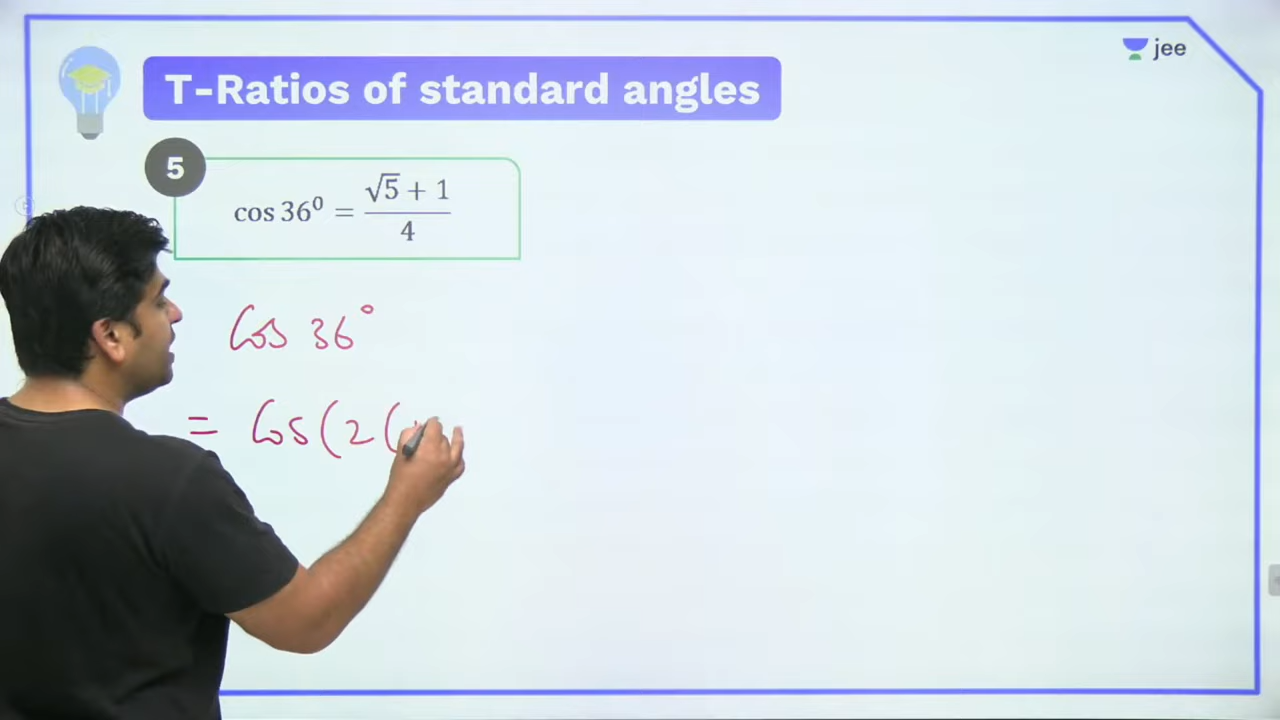 jee
T-Ratios of standard angles
5
cos 36⁰ = (√5 + 1)/4
Cos 36°
= Cos(2(